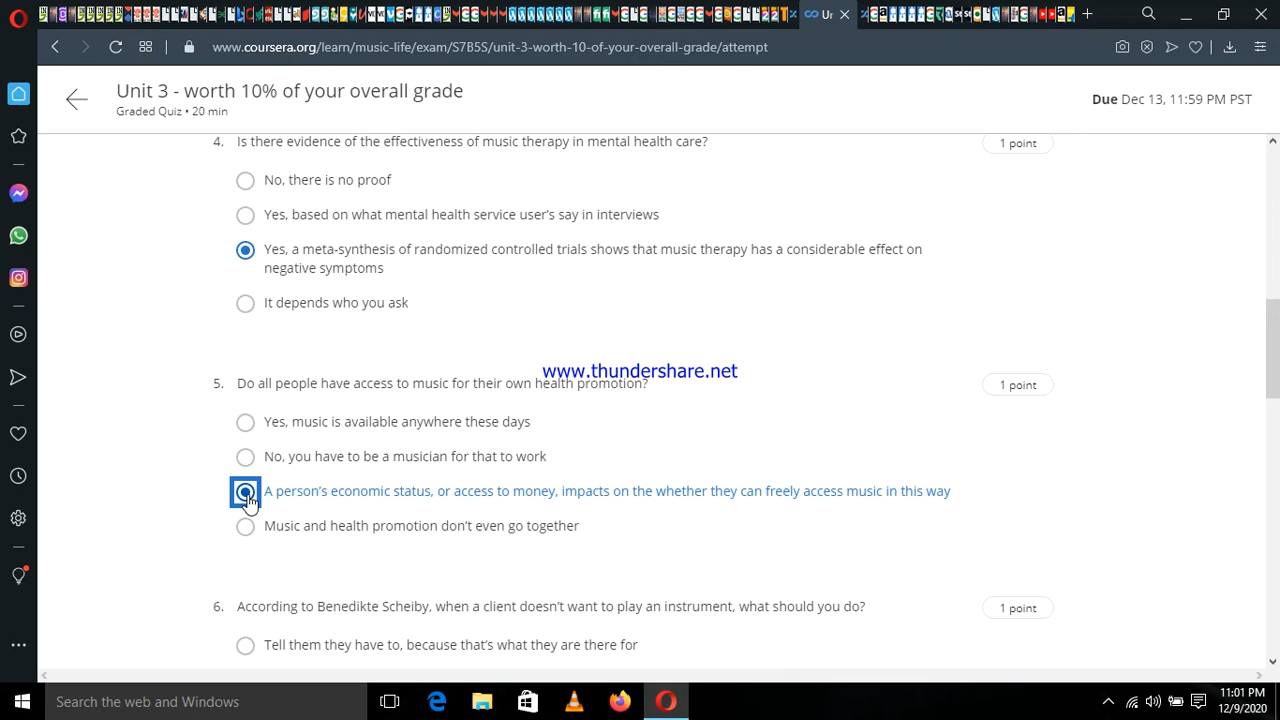 www.coursera.org/learn/music-life/exam/S7B5S/unit-3-worth-10-of-your-overall-grade/attempt
Unit 3 - worth 10% of your overall grade
Graded Quiz • 20 min
Due Dec 13, 11:59 PM PST
4. Is there evidence of the effectiveness of music therapy in mental health care?
1 point
No, there is no proof
Yes, based on what mental health service user's say in interviews
Yes, a meta-synthesis of randomized controlled trials shows that music therapy has a considerable effect on
negative symptoms
It depends who you ask
www.thundershare.net
5. Do all people have access to music for their own health promotion?
1 point
Yes, music is available anywhere these days
No, you have to be a musician for that to work
A person's economic status, or access to money, impacts on the whether they can freely access music in this way
Music and health promotion don't even go together
6. According to Benedikte Scheiby, when a client doesn't want to play an instrument, what should you do?
1 point
Tell them they have to, because that's what they are there for
Search the web and Windows
11:01 PM
12/9/2020